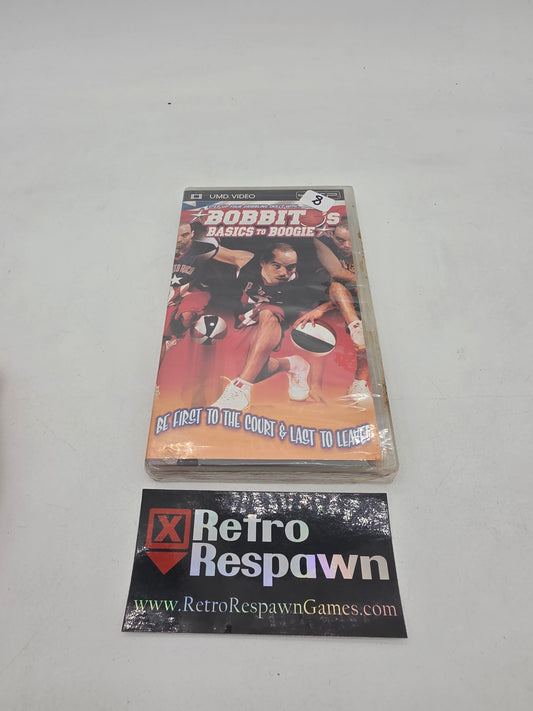 UMD VIDEO
8
BOBBITO's
BASICS TO BOOGIE
BE FIRST TO THE COURT & LAST TO LEAVE!!
X Retro
Respawn
www.RetroRespawnGames.com